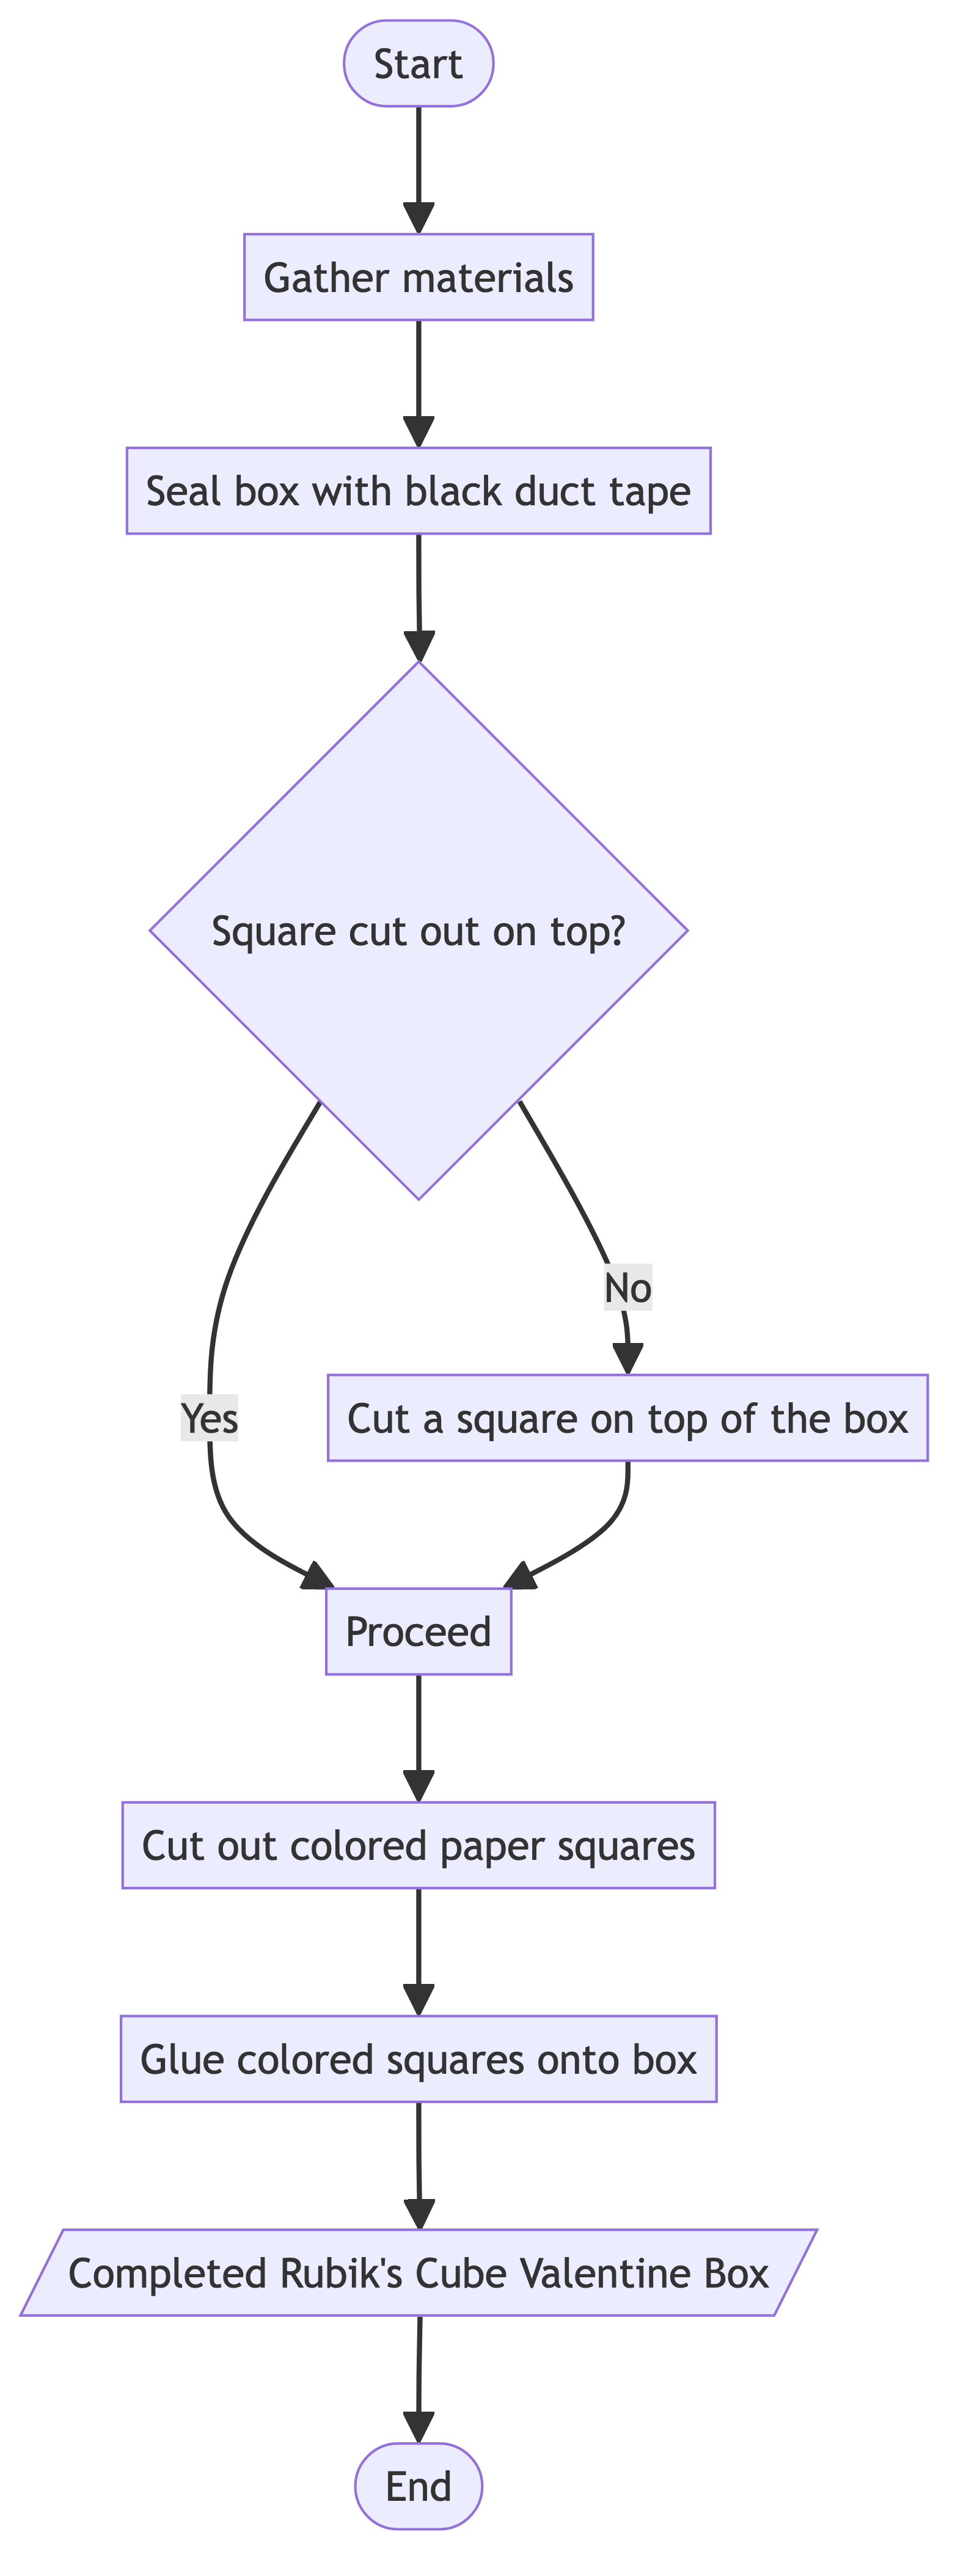 Start
Gather materials
Seal box with black duct tape
Square cut out on top?
No
Yes
Cut a square on top of the box
Proceed
Cut out colored paper squares
Glue colored squares onto box
Completed Rubik's Cube Valentine Box
End